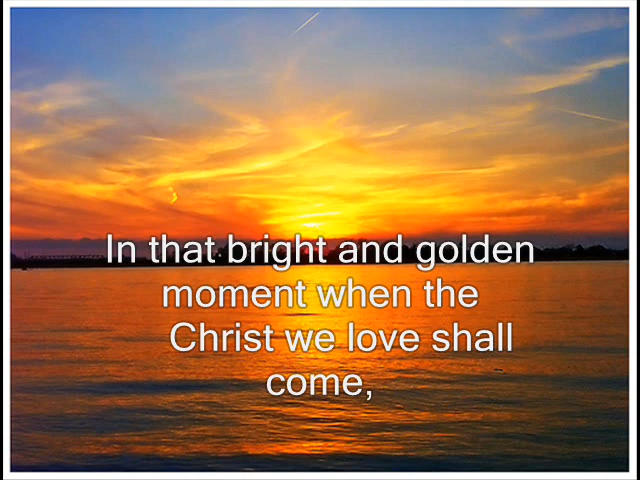 In that bright and golden
moment when the
Christ we love shall
come,